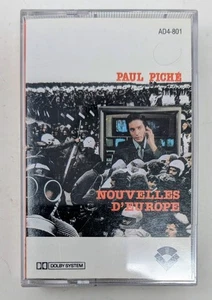 AD4-801
PAUL PICHÉ
NOUVELLES
D'EUROPE
DOLBY SYSTEM